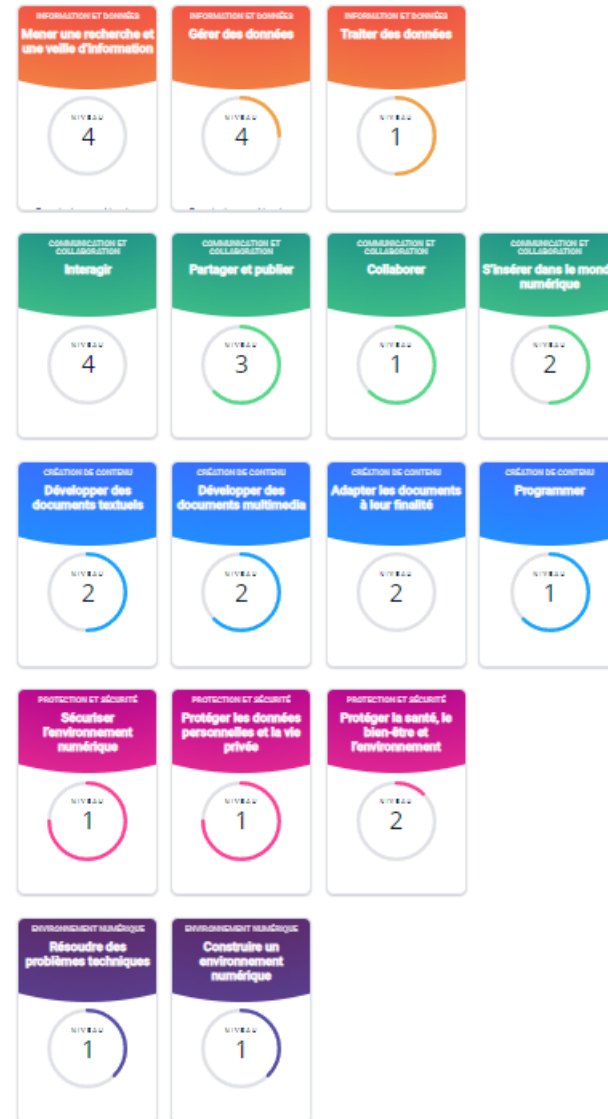 INFORMATION ET DONNÉES
Mener une recherche et
une veille d'information
NIVEAU
4
INFORMATION ET DONNÉES
Gérer des données
NIVEAU
4
INFORMATION ET DONNÉES
Traiter des données
NIVEAU
1
COMMUNICATION ET
COLLABORATION
Interagir
NIVEAU
4
COMMUNICATION ET
COLLABORATION
Partager et publier
NIVEAU
3
COMMUNICATION ET
COLLABORATION
Collaborer
NIVEAU
1
COMMUNICATION ET
COLLABORATION
S'insérer dans le mond
numérique
NIVEAU
2
CRÉATION DE CONTENU
Développer des
documents textuels
NIVEAU
2
CRÉATION DE CONTENU
Développer des
documents multimedia
NIVEAU
2
CRÉATION DE CONTENU
Adapter les documents
à leur finalité
NIVEAU
2
CRÉATION DE CONTENU
Programmer
NIVEAU
1
PROTECTION ET SÉCURITÉ
Sécuriser
l'environnement
numérique
NIVEAU
1
PROTECTION ET SÉCURITÉ
Protéger les données
personnelles et la vie
privée
NIVEAU
1
PROTECTION ET SÉCURITÉ
Protéger la santé, le
bien-être et
l'environnement
NIVEAU
2
ENVIRONNEMENT NUMÉRIQUE
Résoudre des
problèmes techniques
NIVEAU
1
ENVIRONNEMENT NUMÉRIQUE
Construire un
environnement
numérique
NIVEAU
1